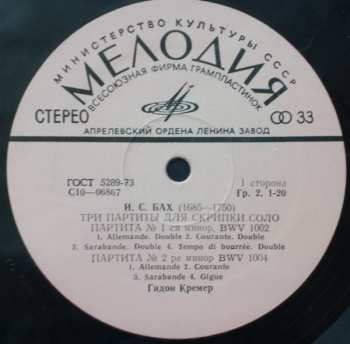 МИНИСТЕРСТВО КУЛЬТУРЫ СССР
МЕЛОДИЯ
ВСЕСОЮЗНАЯ ФИРМА ГРАМПЛАСТИНОК
СТЕРЕО
33
АПРЕЛЕВСКИЙ ОРДЕНА ЛЕНИНА ЗАВОД
ГОСТ 5289-73
1 сторона
С10—06867
Гр. 2. 1-20
И. С. БАХ (1685—1750)
ТРИ ПАРТИТЫ ДЛЯ СКРИПКИ СОЛО
ПАРТИТА № 1 си минор, BWV 1002
1. Allemande. Double 2. Courante. Double
3. Sarabande. Double 4. Tempo di bourrée. Double
ПАРТИТА № 2 ре минор BWV 1004
1. Allemande 2. Courante
3. Sarabande 4. Gigue
Гидон Кремер